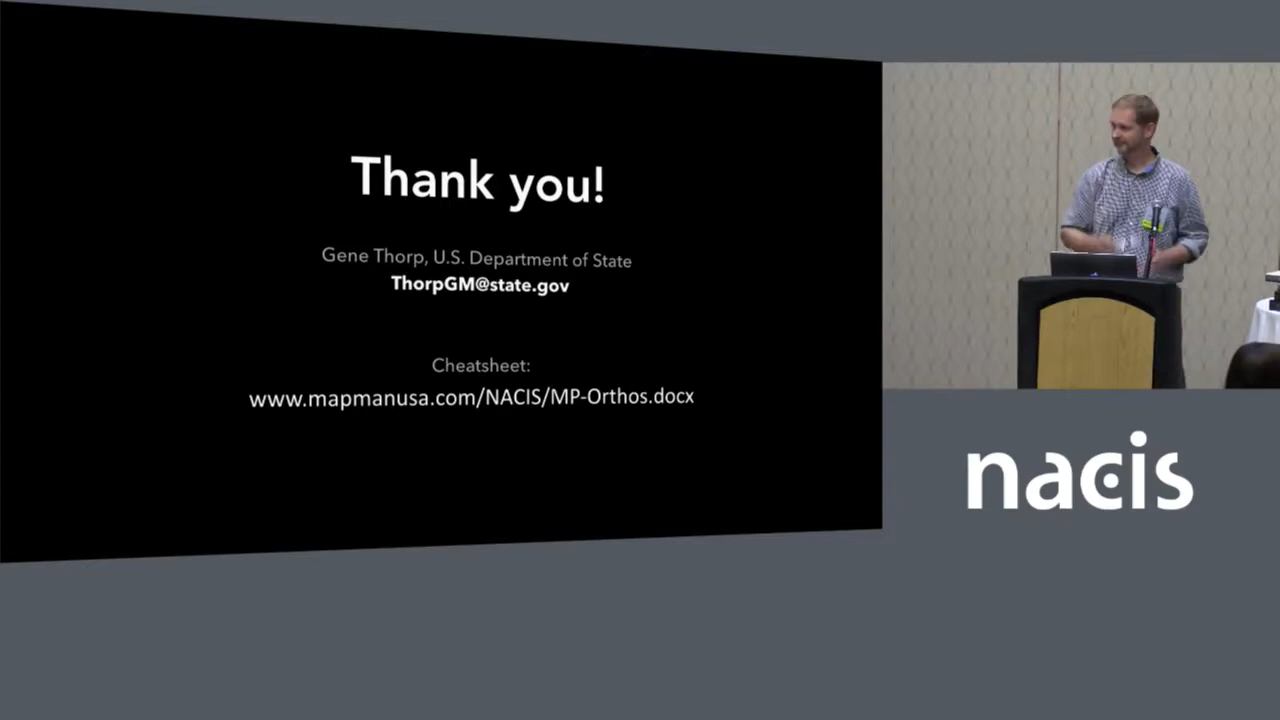 Thank you!
Gene Thorp, U.S. Department of State
ThorpGM@state.gov
Cheatsheet:
www.mapmanusa.com/NACIS/MP-Orthos.docx
nacis